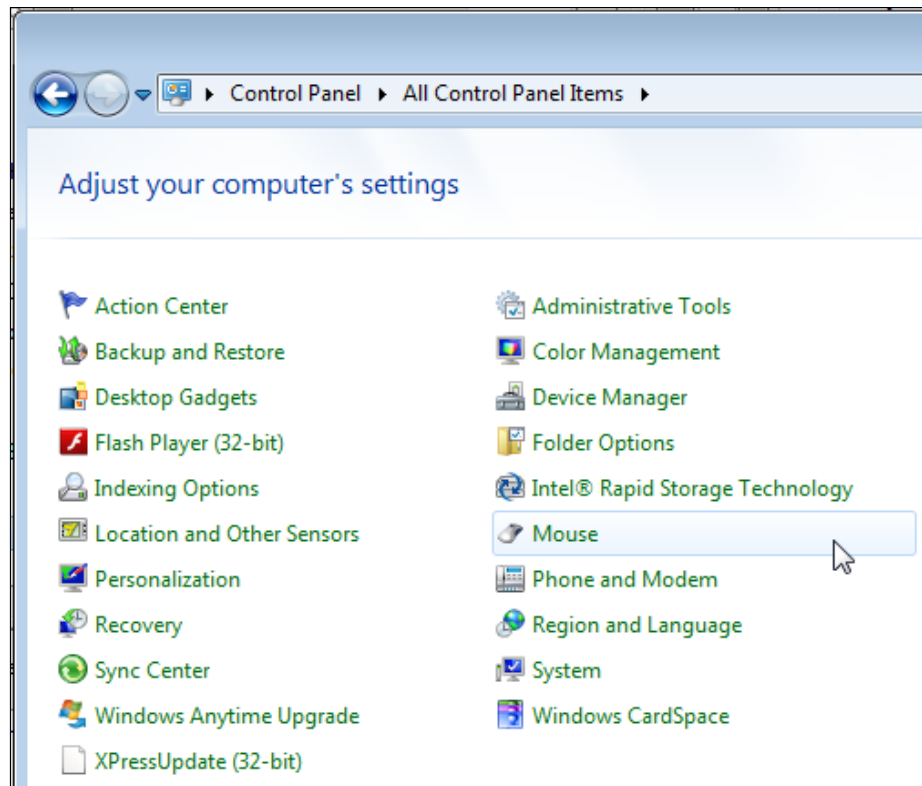 Control Panel ▸ All Control Panel Items ▸
Adjust your computer's settings
Action Center
Administrative Tools
Backup and Restore
Color Management
Desktop Gadgets
Device Manager
Flash Player (32-bit)
Folder Options
Indexing Options
Intel® Rapid Storage Technology
Location and Other Sensors
Mouse
Personalization
Phone and Modem
Recovery
Region and Language
Sync Center
System
Windows Anytime Upgrade
Windows CardSpace
XPressUpdate (32-bit)